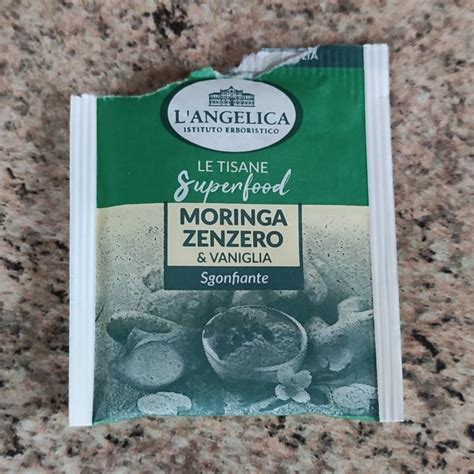 L'ANGELICA
ISTITUTO ERBORISTICO
LE TISANE
Superfood
MORINGA
ZENZERO
& VANIGLIA
Sgonfiante